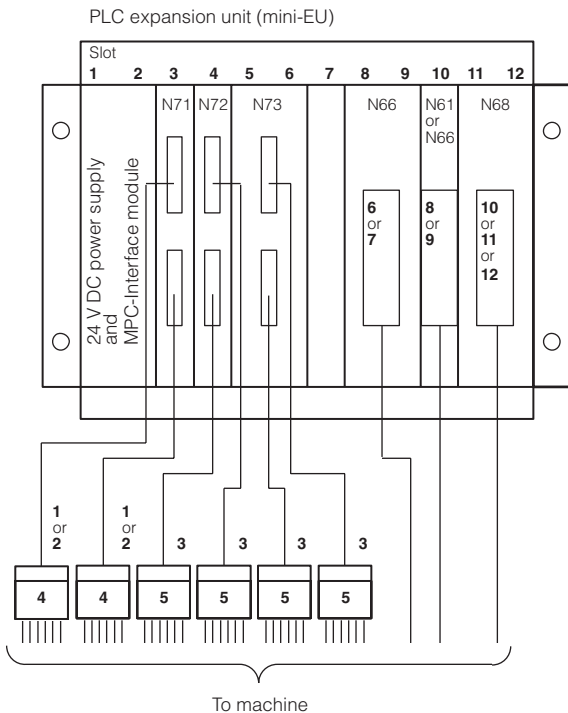 PLC expansion unit (mini-EU)
Slot
1 2 3 4 5 6 7 8 9 10 11 12
24 V DC power supply
and
MPC-Interface module
N71
N72
N73
N66
N61
or
N66
N68
6
or
7
8
or
9
10
or
11
or
12
1
or
2
1
or
2
3
3
3
3
4
4
5
5
5
5
To machine